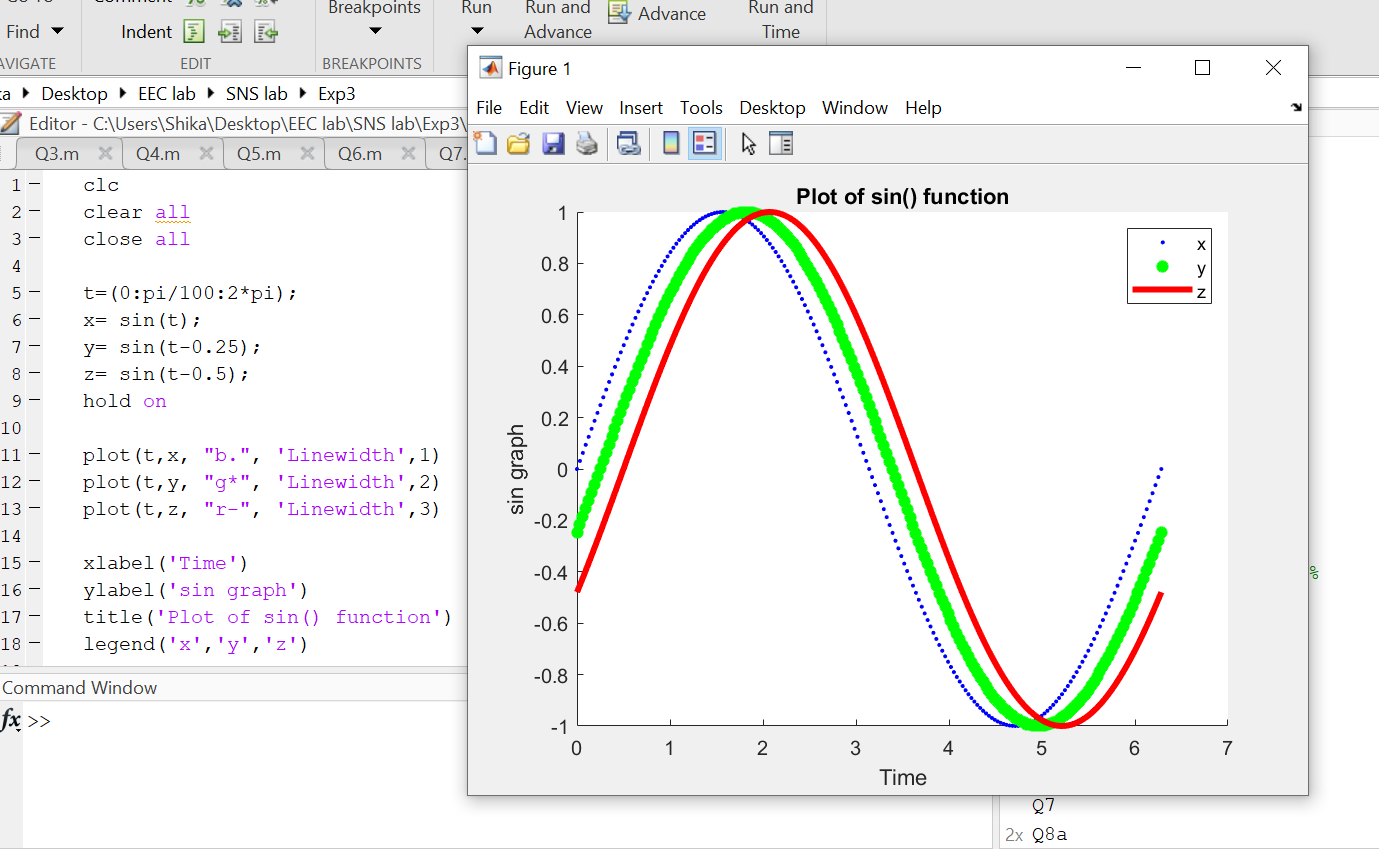 Comment
Find
Indent
AVIGATE
EDIT
Breakpoints
BREAKPOINTS
Run
Run and
Advance
Advance
Run and
Time
ka Desktop EEC lab SNS lab Exp3
Editor - C:\Users\Shika\Desktop\EEC lab\SNS lab\Exp3\
Q3.m Q4.m Q5.m Q6.m Q7.
1 clc
2 clear all
3 close all
4
5 t=(0:pi/100:2*pi);
6 x= sin(t);
7 y= sin(t-0.25);
8 z= sin(t-0.5);
9 hold on
10
11 plot(t,x, "b.", 'Linewidth',1)
12 plot(t,y, "g*", 'Linewidth',2)
13 plot(t,z, "r-", 'Linewidth',3)
14
15 xlabel('Time')
16 ylabel('sin graph')
17 title('Plot of sin() function')
18 legend('x','y','z')
Command Window
fx >>
Figure 1
File Edit View Insert Tools Desktop Window Help
Plot of sin() function
1
0.8
0.6
0.4
0.2
0
-0.2
-0.4
-0.6
-0.8
-1
sin graph
0 1 2 3 4 5 6 7
Time
x
y
z
%
Q7
2x Q8a